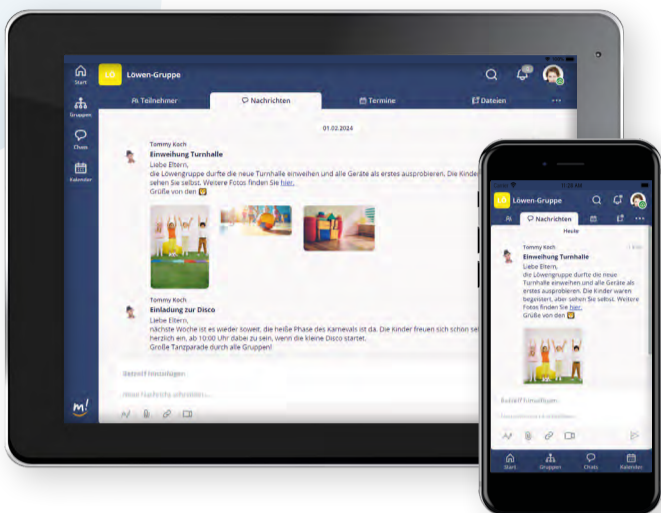 Start
LÖ Löwen-Gruppe
Teilnehmer Nachrichten Termine Dateien
Gruppen
Chats
Kalender
01.02.2024
Tommy Koch
Einweihung Turnhalle
Liebe Eltern,
die Löwengruppe durfte die neue Turnhalle einweihen und alle Geräte als erstes ausprobieren. Die Kinder
sehen Sie selbst. Weitere Fotos finden Sie hier.
Grüße von den
Tommy Koch
Einladung zur Disco
Liebe Eltern,
nächste Woche ist es wieder soweit, die heiße Phase des Karnevals ist da. Die Kinder freuen sich schon se
herzlich ein, ab 10:00 Uhr dabei zu sein, wenn die kleine Disco startet.
Große Tanzparade durch alle Gruppen!
Betreff hinzufügen
Neue Nachricht schreiben...
m!
LÖ Löwen-Gruppe
Nachrichten
Heute
Tommy Koch
Einweihung Turnhalle
Liebe Eltern,
die Löwengruppe durfte die neue
Turnhalle einweihen und alle Geräte als
erstes ausprobieren. Die Kinder waren
begeistert, aber sehen Sie selbst. Weitere
Fotos finden Sie hier.
Grüße von den
Betreff hinzufügen
Start Gruppen Chats Kalender